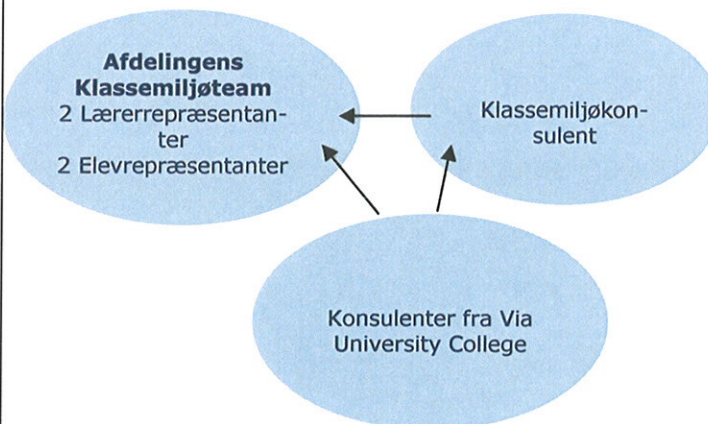 Afdelingens
Klassemiljøteam
2 Lærerrepræsentan-
ter
2 Elevrepræsentanter
Klassemiljøkon-
sulent
Konsulenter fra Via
University College